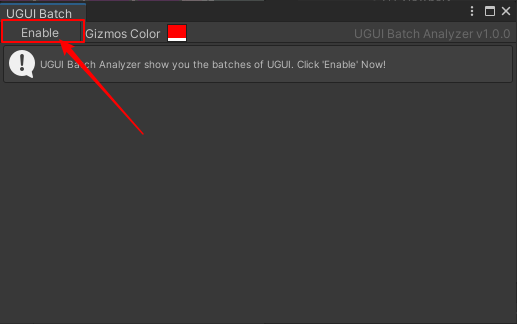 UGUI Batch
Enable Gizmos Color UGUI Batch Analyzer v1.0.0
UGUI Batch Analyzer show you the batches of UGUI. Click 'Enable' Now!